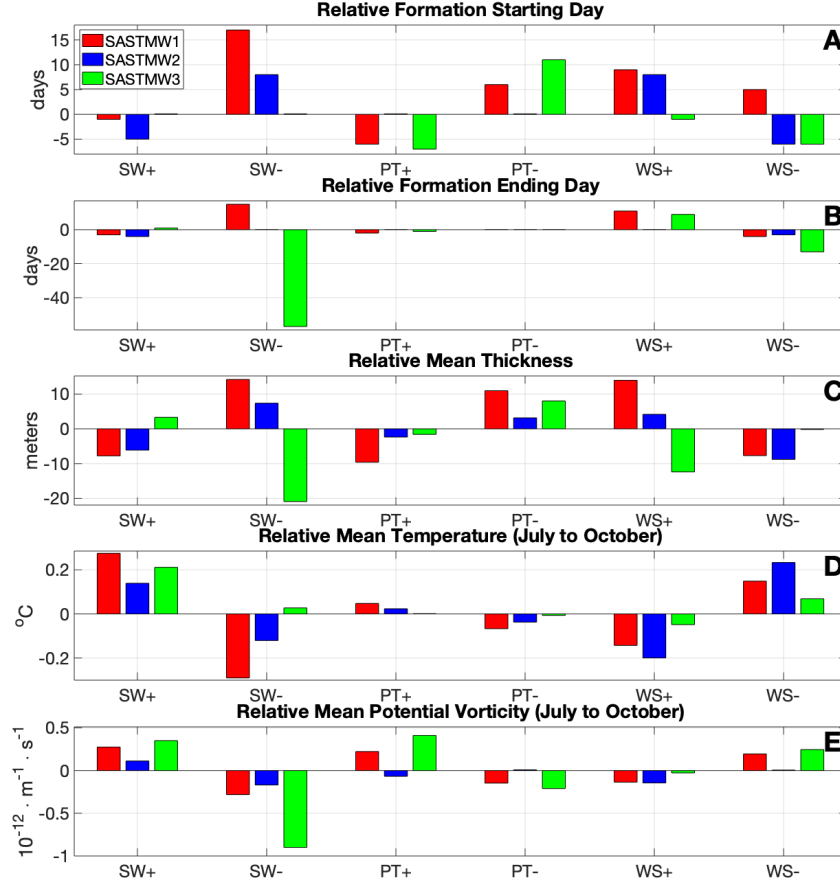 Relative Formation Starting Day
A
SASTMW1
SASTMW2
SASTMW3
days
15
10
5
0
-5
SW+ SW- PT+ PT- WS+ WS-
Relative Formation Ending Day
B
days
0
-20
-40
SW+ SW- PT+ PT- WS+ WS-
Relative Mean Thickness
C
meters
10
0
-10
-20
SW+ SW- PT+ PT- WS+ WS-
Relative Mean Temperature (July to October)
D
°C
0.2
0
-0.2
SW+ SW- PT+ PT- WS+ WS-
Relative Mean Potential Vorticity (July to October)
E
10⁻¹² · m⁻¹ · s⁻¹
0.5
0
-0.5
-1
SW+ SW- PT+ PT- WS+ WS-